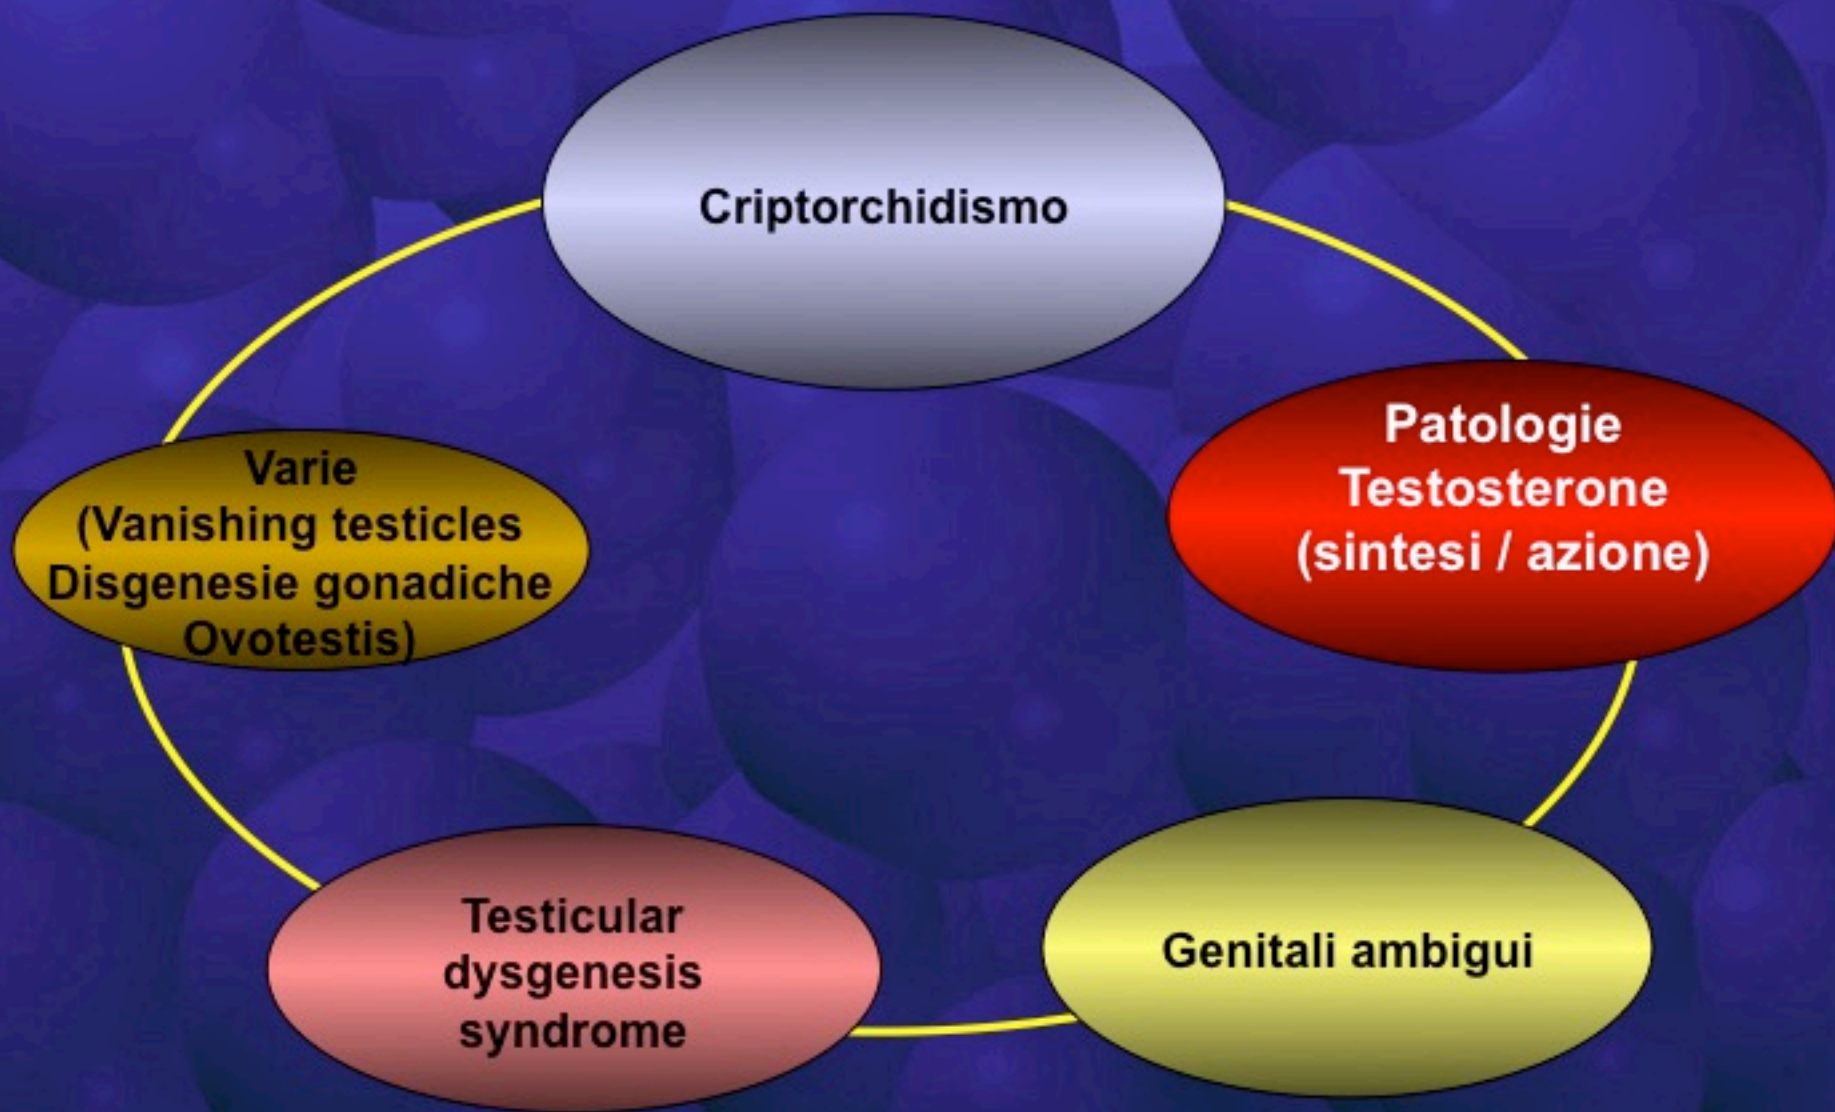 Criptorchidismo
Patologie
Testosterone
(sintesi / azione)
Varie
(Vanishing testicles
Disgenesie gonadiche
Ovotestis)
Testicular
dysgenesis
syndrome
Genitali ambigui